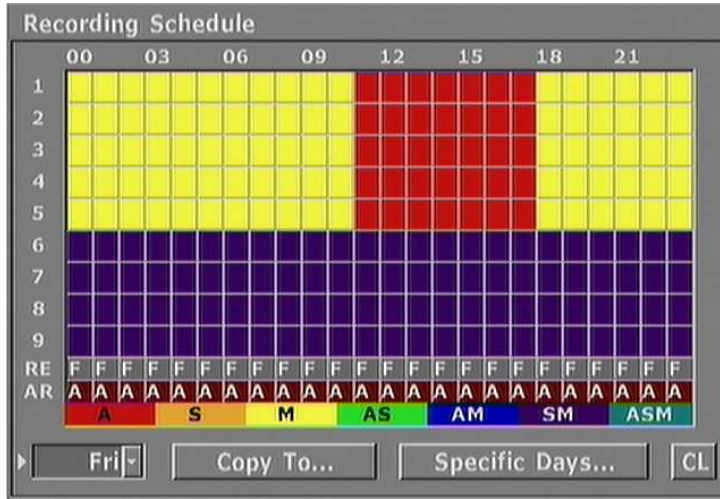 Recording Schedule
00 03 06 09 12 15 18 21
1
2
3
4
5
6
7
8
9
RE F F F F F F F F F F F F F F F F F F F F F F F F
AR A A A A A A A A A A A A A A A A A A A A A A A A
A S M AS AM SM ASM
Fri Copy To... Specific Days... CL